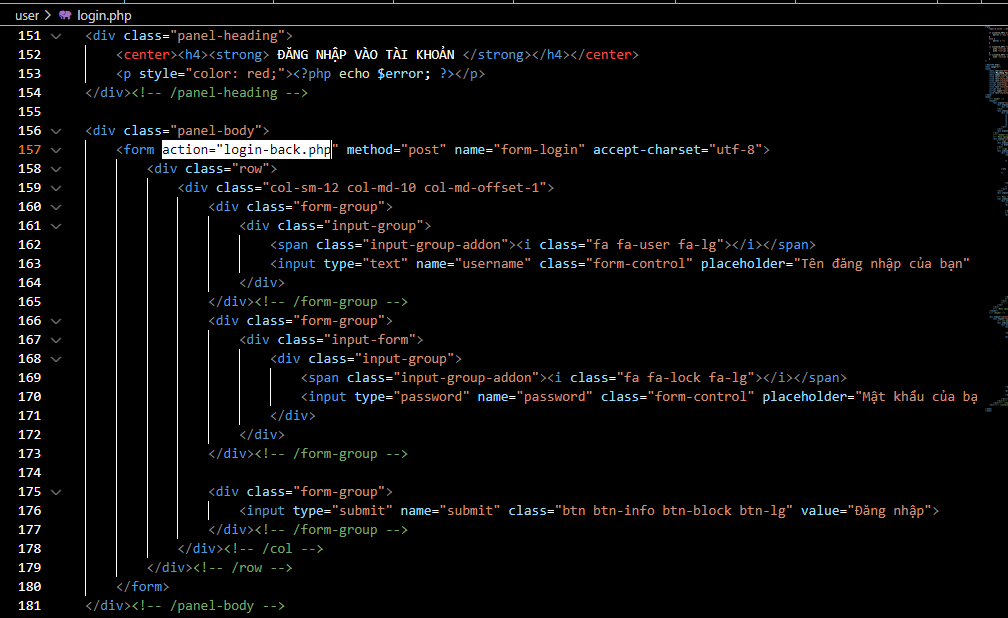 user > login.php
151 <div class="panel-heading">
152 <center><h4><strong> ĐĂNG NHẬP VÀO TÀI KHOẢN </strong></h4></center>
153 <p style="color: red;"><?php echo $error; ?></p>
154 </div><!-- /panel-heading -->
155
156 <div class="panel-body">
157 <form action="login-back.php" method="post" name="form-login" accept-charset="utf-8">
158 <div class="row">
159 <div class="col-sm-12 col-md-10 col-md-offset-1">
160 <div class="form-group">
161 <div class="input-group">
162 <span class="input-group-addon"><i class="fa fa-user fa-lg"></i></span>
163 <input type="text" name="username" class="form-control" placeholder="Tên đăng nhập của bạn"
164 </div>
165 </div><!-- /form-group -->
166 <div class="form-group">
167 <div class="input-form">
168 <div class="input-group">
169 <span class="input-group-addon"><i class="fa fa-lock fa-lg"></i></span>
170 <input type="password" name="password" class="form-control" placeholder="Mật khẩu của bạ
171 </div>
172 </div>
173 </div><!-- /form-group -->
174
175 <div class="form-group">
176 <input type="submit" name="submit" class="btn btn-info btn-block btn-lg" value="Đăng nhập">
177 </div><!-- /form-group -->
178 </div><!-- /col -->
179 </div><!-- /row -->
180 </form>
181 </div><!-- /panel-body -->